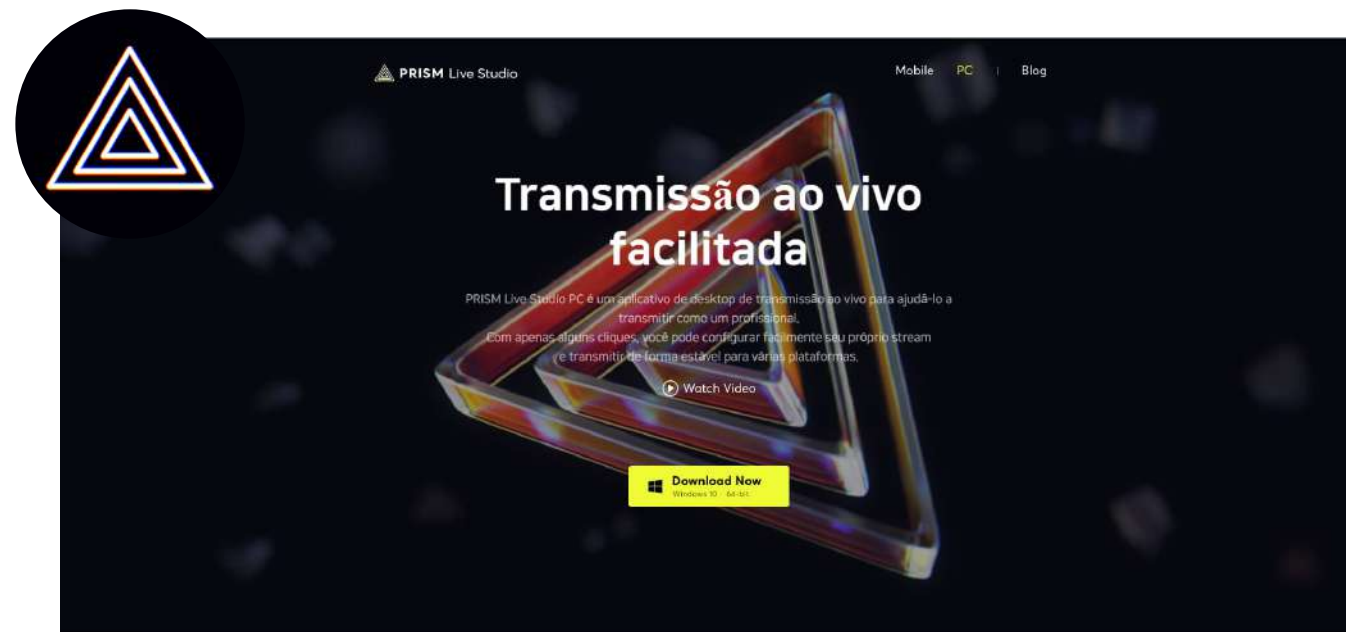 PRISM Live Studio
Mobile PC | Blog
Transmissão ao vivo
facilitada
PRISM Live Studio PC é um aplicativo de desktop de transmissão ao vivo para ajudá-lo a
transmitir como um profissional.
Com apenas alguns cliques, você pode configurar facilmente seu próprio stream
e transmitir de forma estável para várias plataformas.
Watch Video
Download Now
Windows 10 64-bit